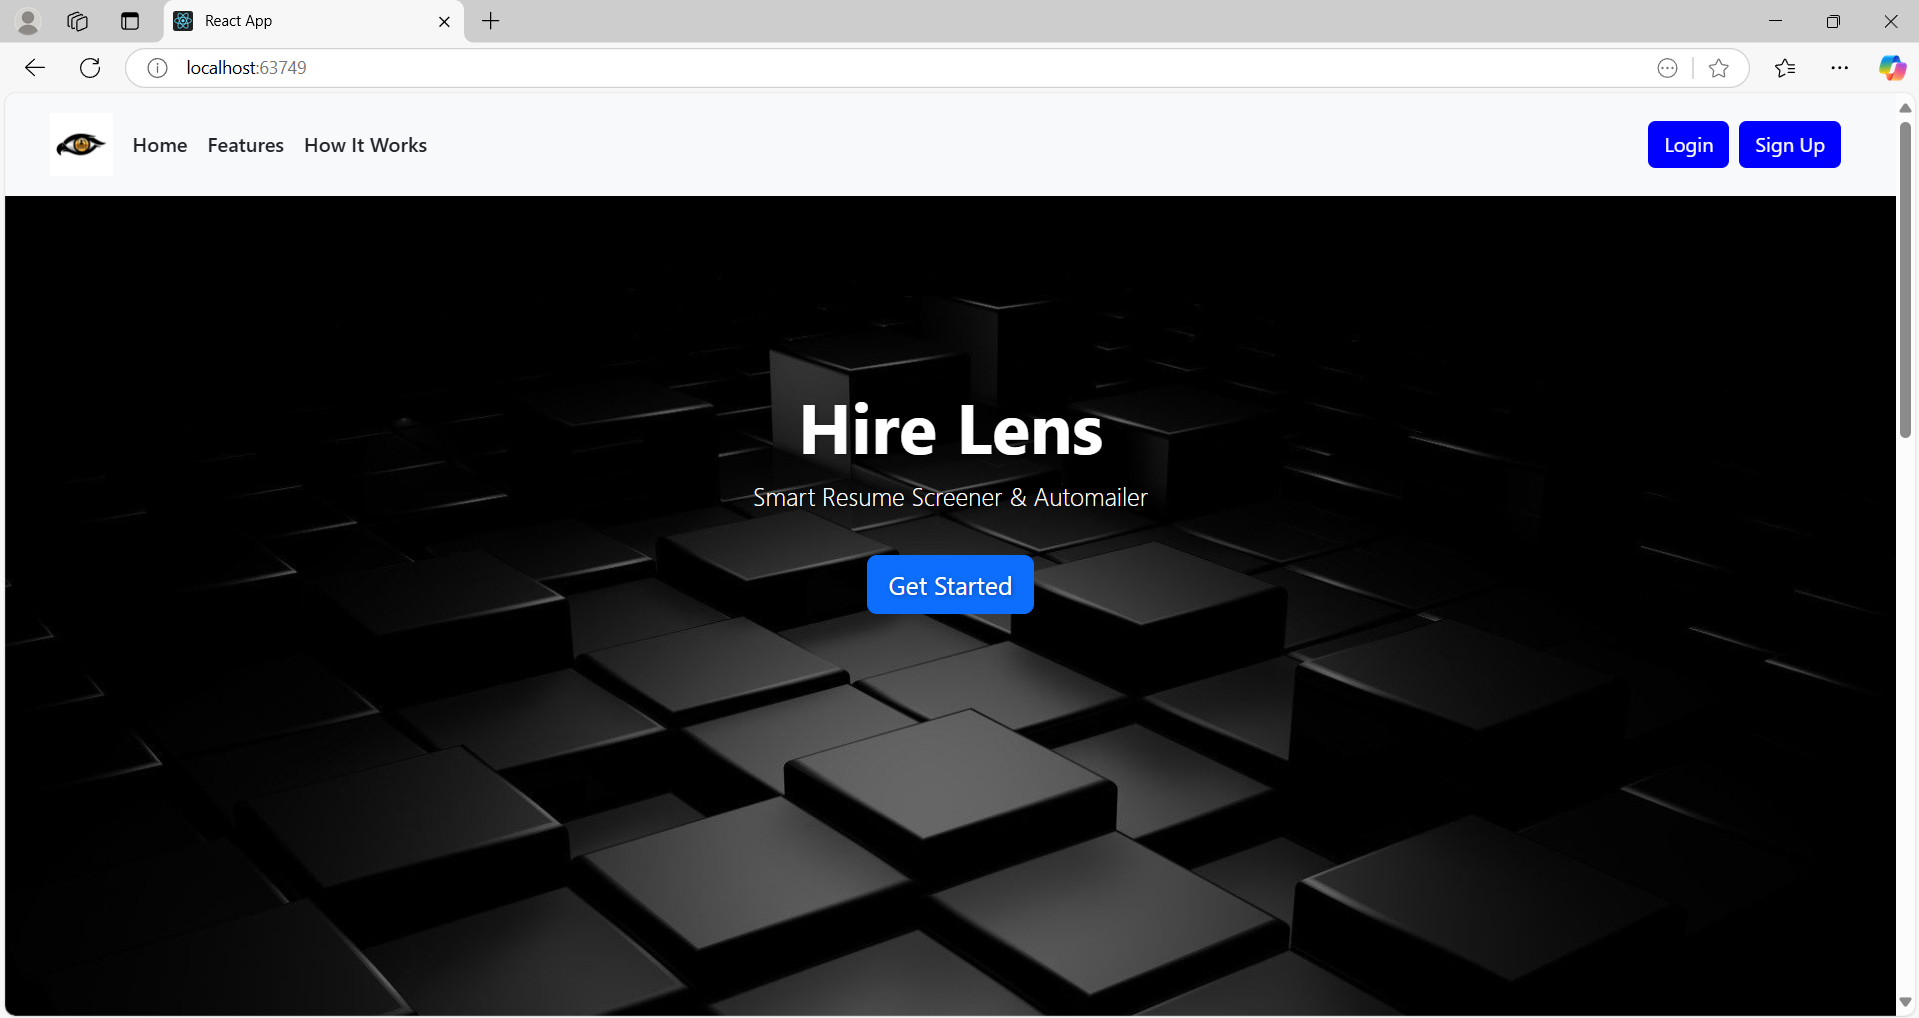 React App
localhost:63749
Home Features How It Works
Login Sign Up
Hire Lens
Smart Resume Screener & Automailer
Get Started